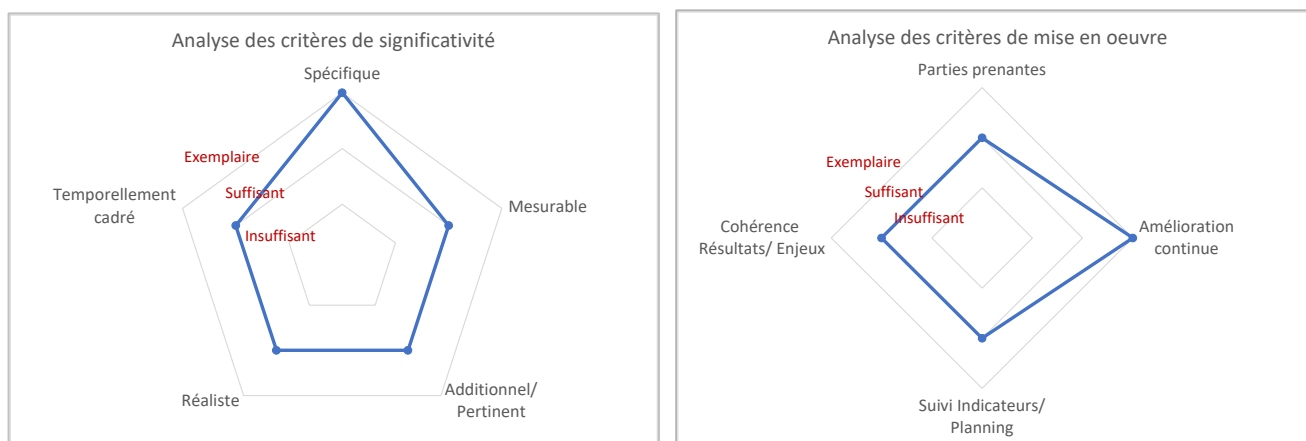 Analyse des critères de significativité
Spécifique
Exemplaire
Temporellement
cadré
Suffisant
Mesurable
Insuffisant
Réaliste
Additionnel/
Pertinent
Analyse des critères de mise en oeuvre
Parties prenantes
Exemplaire
Suffisant
Cohérence
Résultats/ Enjeux
Insuffisant
Amélioration
continue
Suivi Indicateurs/
Planning